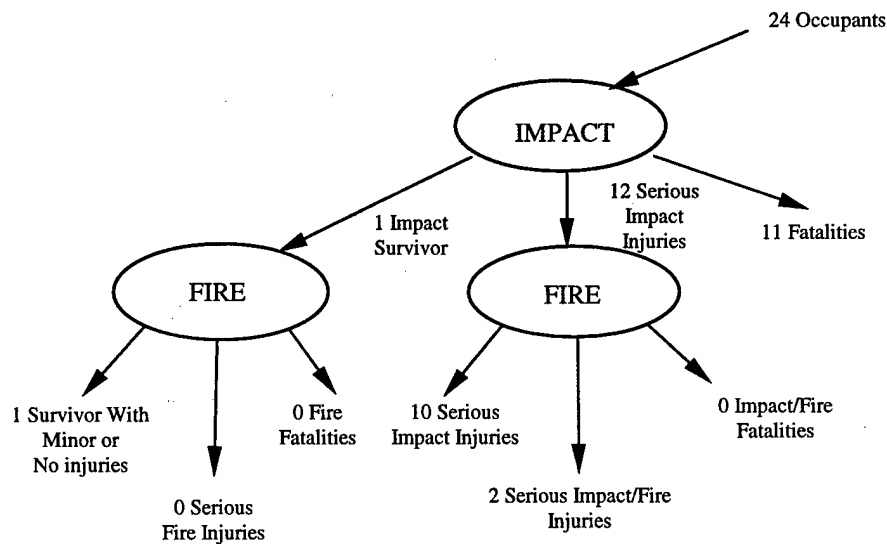 24 Occupants
IMPACT
1 Impact
Survivor
12 Serious
Impact
Injuries
11 Fatalities
FIRE
FIRE
1 Survivor With
Minor or
No injuries
0 Serious
Fire Injuries
0 Fire
Fatalities
10 Serious
Impact Injuries
2 Serious Impact/Fire
Injuries
0 Impact/Fire
Fatalities